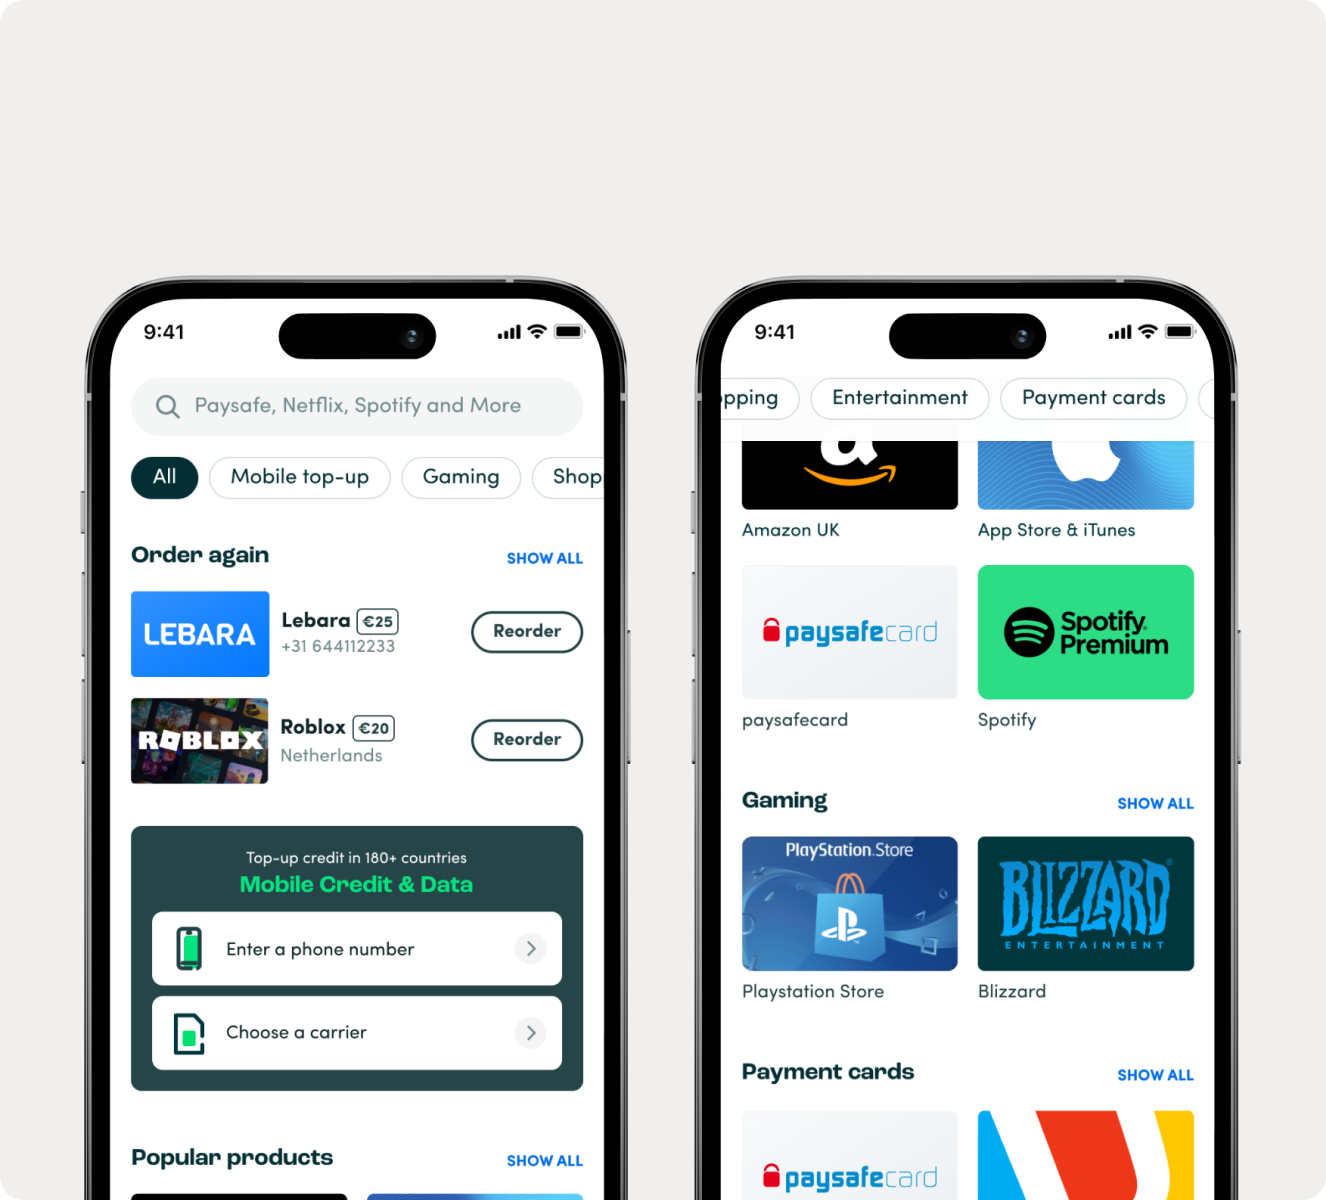 9:41
Paysafe, Netflix, Spotify and More
All
Mobile top-up
Gaming
Shop
Order again
SHOW ALL
LEBARA
Lebara €25
+31 644112233
Reorder
ROBLOX
Roblox €20
Netherlands
Reorder
Top-up credit in 180+ countries
Mobile Credit & Data
Enter a phone number
Choose a carrier
Popular products
SHOW ALL
9:41
opping
Entertainment
Payment cards
a
Amazon UK
App Store & iTunes
paysafecard
Spotify
Premium
paysafecard
Spotify
Gaming
SHOW ALL
PlayStation.Store
BLIZZARD
ENTERTAINMENT
Playstation Store
Blizzard
Payment cards
SHOW ALL
paysafecard